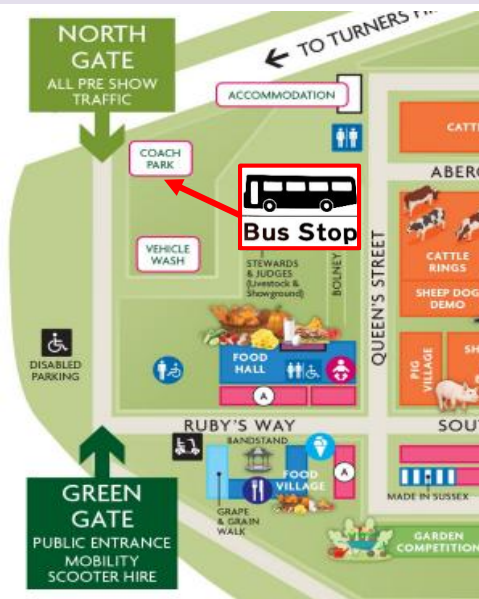 NORTH
GATE
ALL PRE SHOW
TRAFFIC
TO TURNERS
ACCOMMODATION
COACH
PARK
Bus Stop
VEHICLE
WASH
STEWARDS
& JUDGES
(Livestock &
Showground)
BOLNEY
QUEEN'S STREET
CATTLE
RINGS
SHEEP DOG
DEMO
PIG
VILLAGE
DISABLED
PARKING
FOOD
HALL
A
RUBY'S WAY
BANDSTAND
FOOD
VILLAGE
A
GRAPE
& GRAIN
WALK
MADE IN SUSSEX
GARDEN
COMPETITION
GREEN
GATE
PUBLIC ENTRANCE
MOBILITY
SCOOTER HIRE